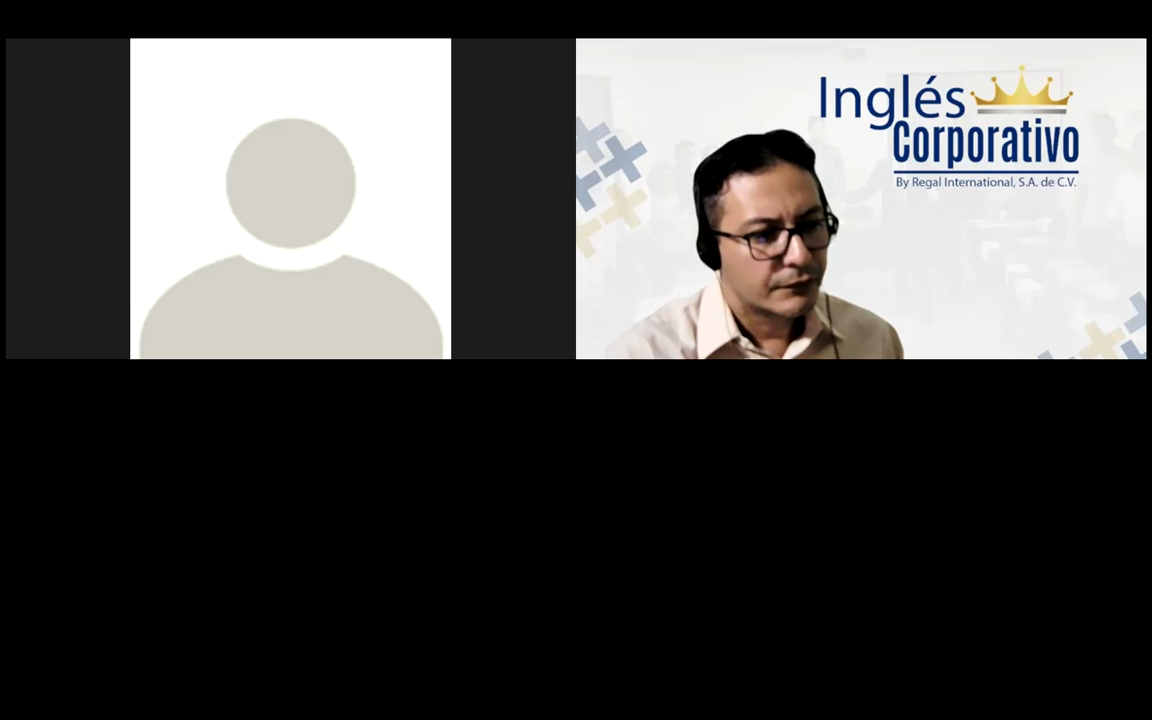 Inglés
Corporativo
By Regal International, S.A. de C.V.